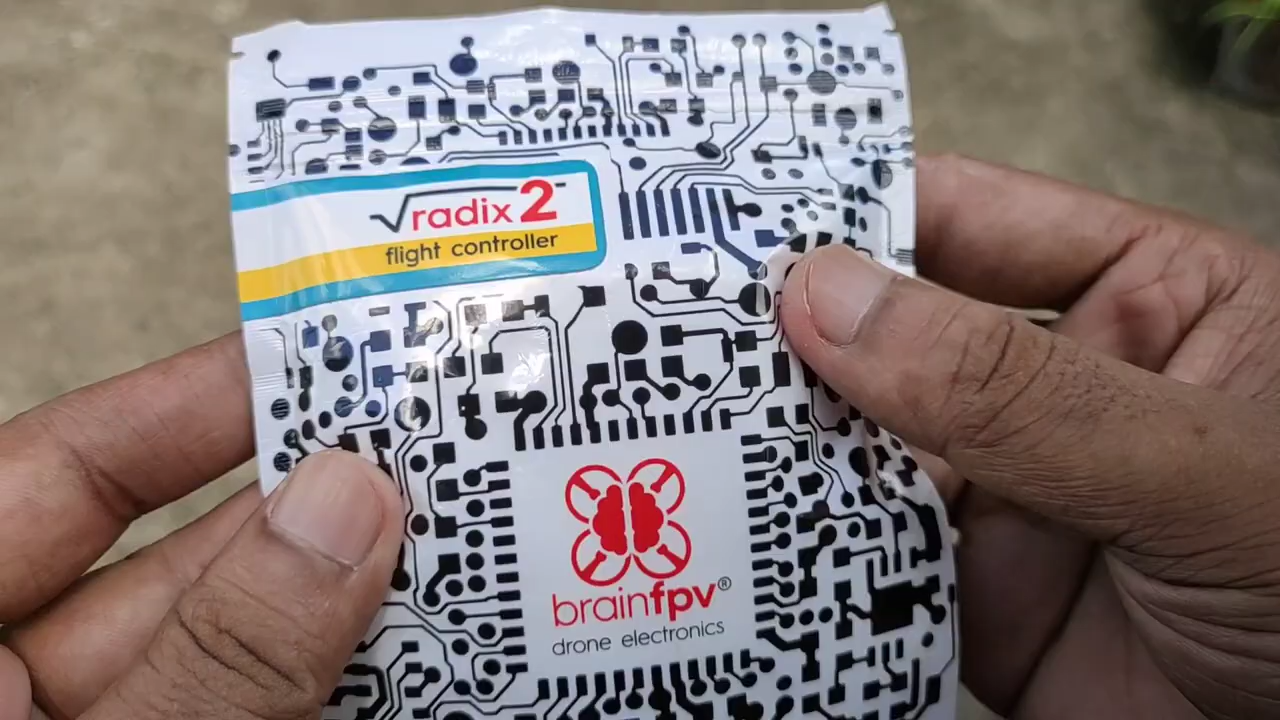 √radix 2
flight controller
brainfpv®
drone electronics